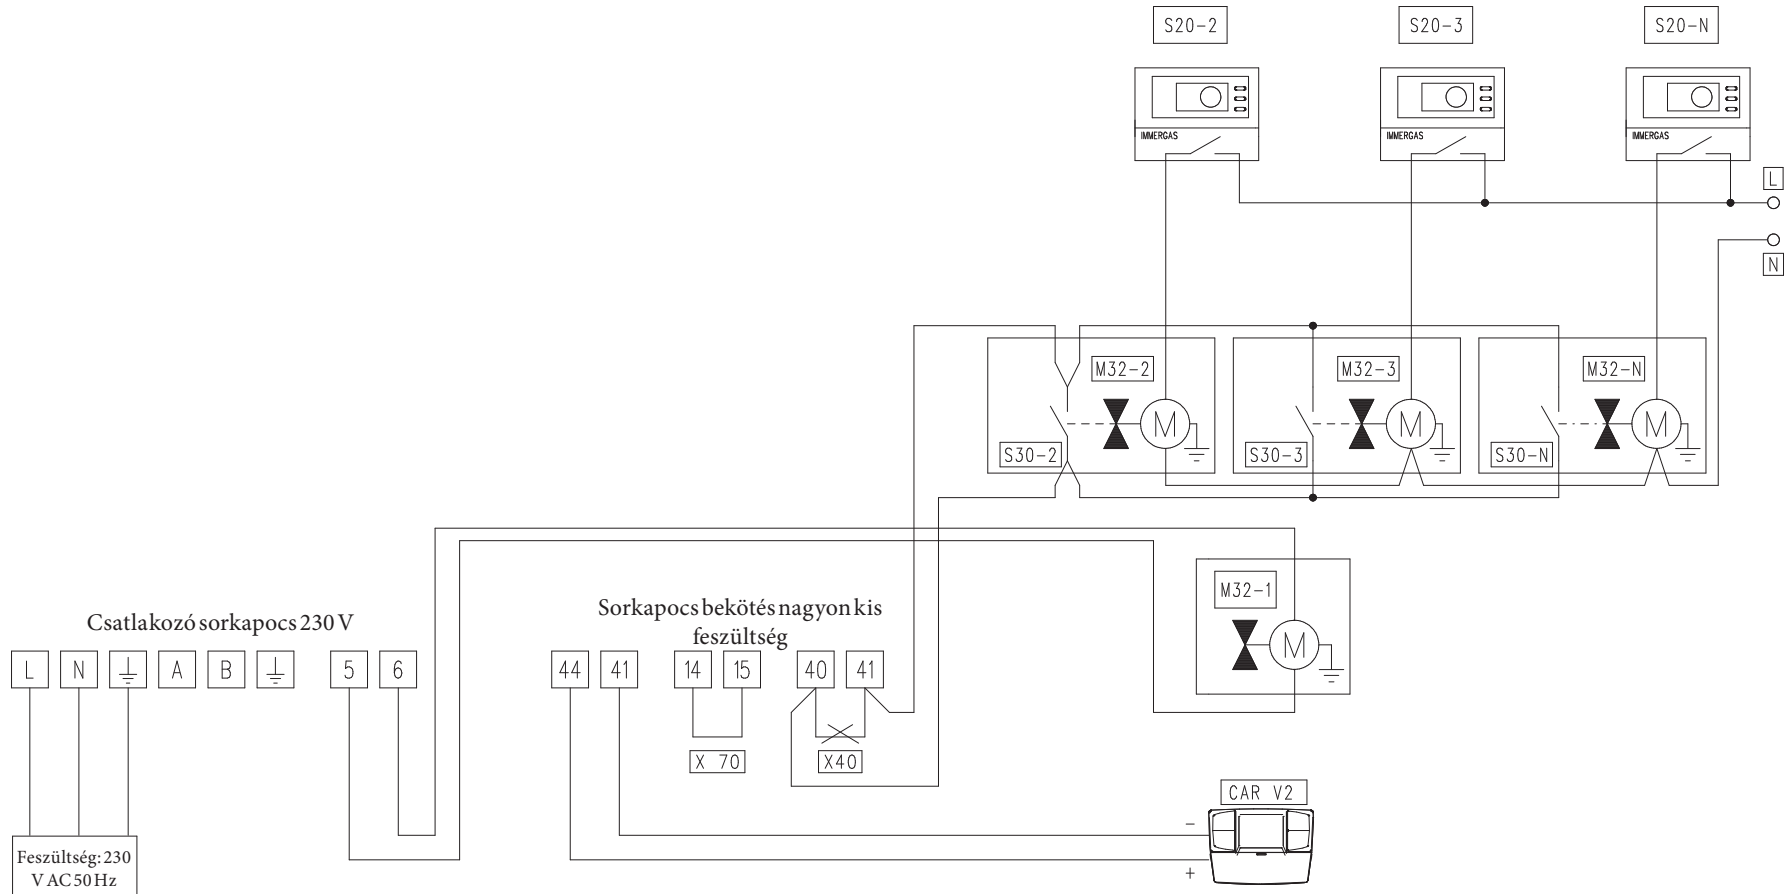 S20-2
S20-3
S20-N
IMMERGAS
IMMERGAS
IMMERGAS
L
N
M32-2
M32-3
M32-N
M
M
M
S30-2
S30-3
S30-N
M32-1
M
Csatlakozó sorkapocs 230 V
Sorkapocs bekötés nagyon kis
feszültség
L N A B 5 6
44 41 14 15 40 41
X 70
X40
CAR V2
-
+
Feszültség: 230
V AC 50 Hz